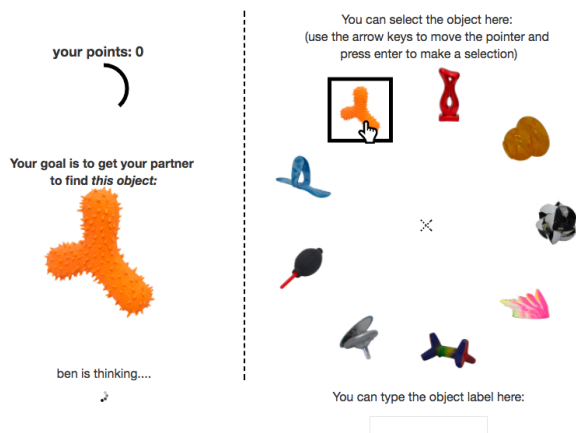 your points: 0
Your goal is to get your partner
to find this object:
ben is thinking....
You can select the object here:
(use the arrow keys to move the pointer and
press enter to make a selection)
You can type the object label here: